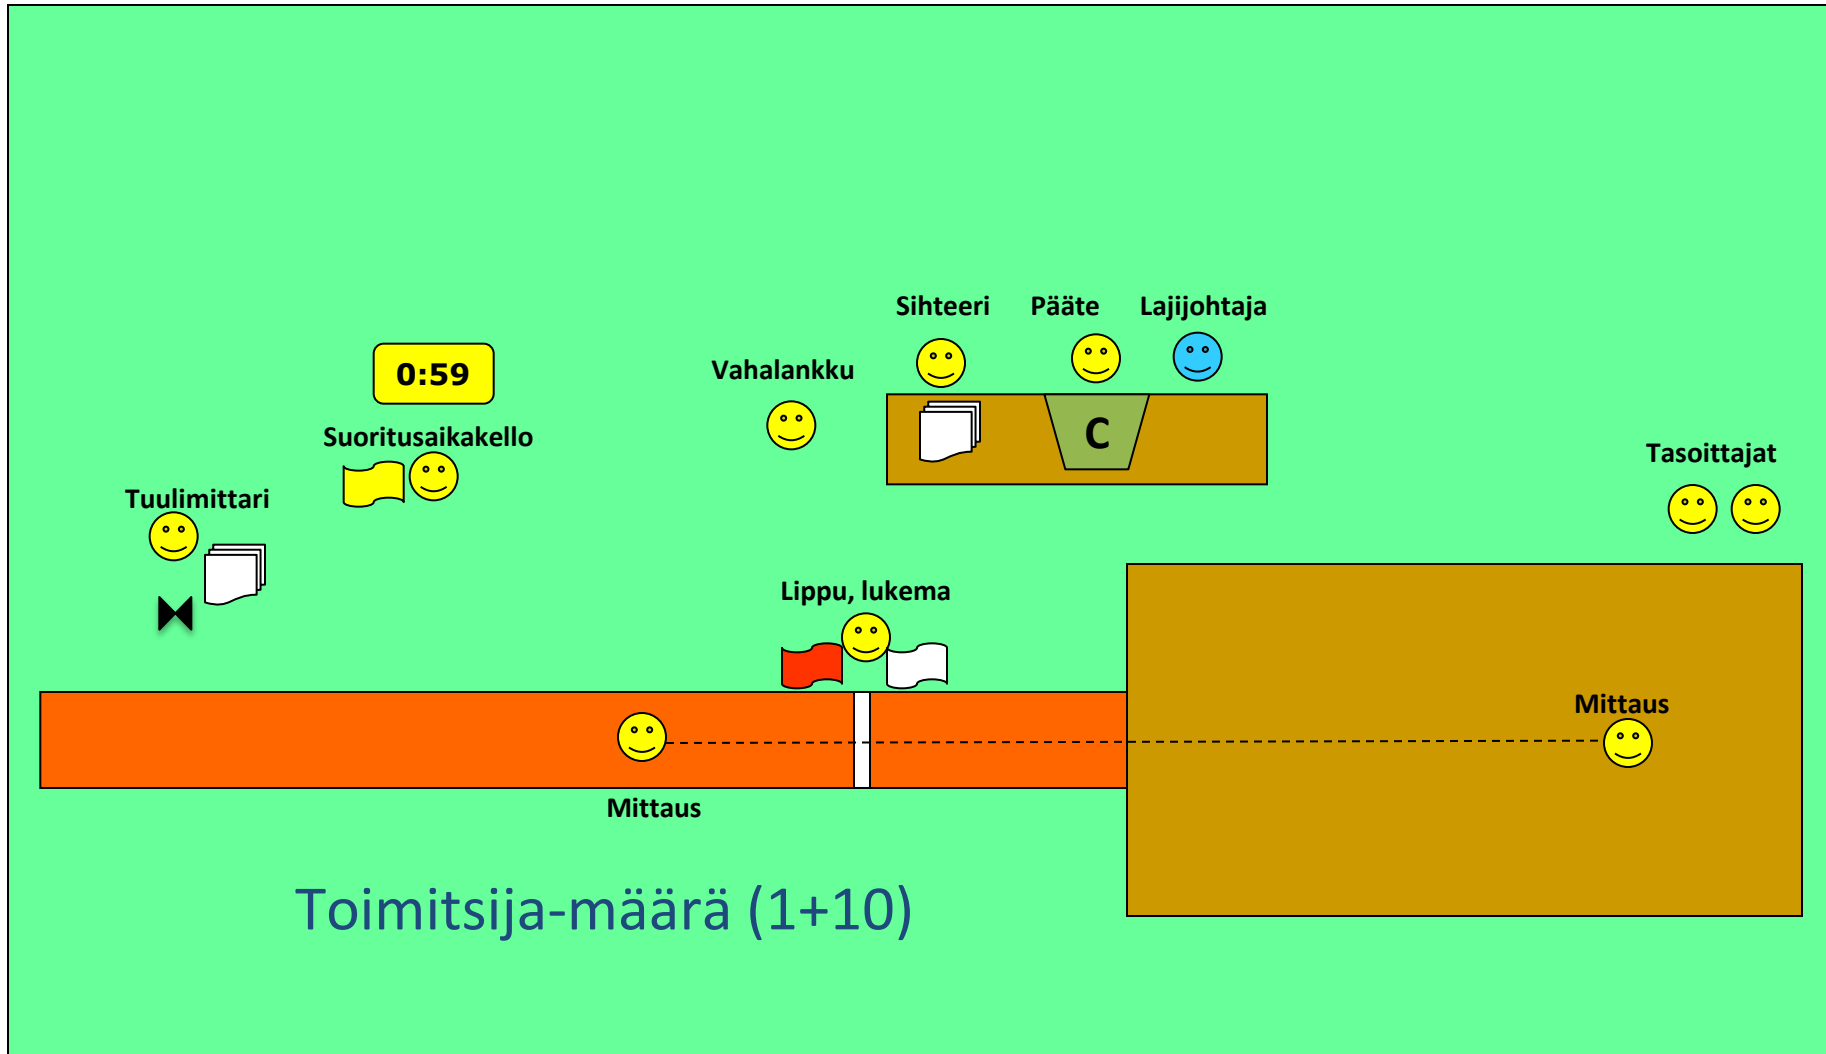 Sihteeri
Pääte
Lajijohtaja
0:59
Vahalankku
C
Suoritusaikakello
Tasoittajat
Tuulimittari
Lippu, lukema
Mittaus
Mittaus
Toimitsija-määrä (1+10)